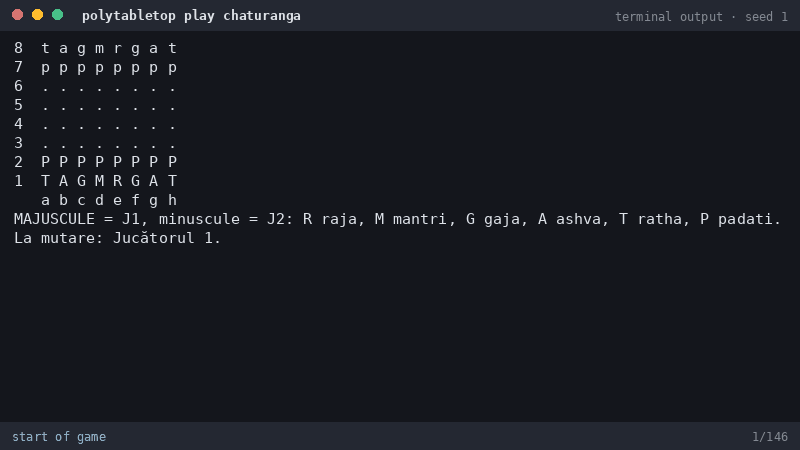 polytabletop play chaturanga
terminal output · seed 1
8  t a g m r g a t
7  p p p p p p p p
6  . . . . . . . .
5  . . . . . . . .
4  . . . . . . . .
3  . . . . . . . .
2  P P P P P P P P
1  T A G M R G A T
   a b c d e f g h
MAJUSCULE = J1, minuscule = J2: R raja, M mantri, G gaja, A ashva, T ratha, P padati.
La mutare: Jucătorul 1.
start of game
1/146